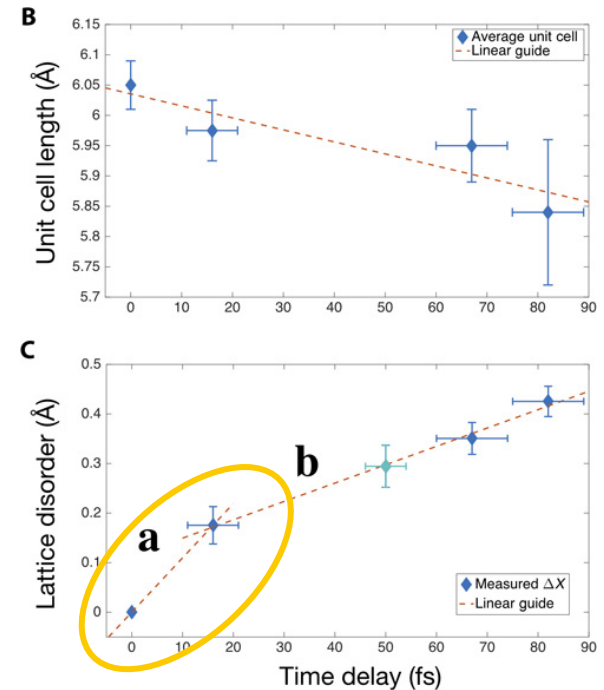 B
6.15
6.1
6.05
6
5.95
5.9
5.85
5.8
5.75
5.7
Unit cell length (Å)
Average unit cell
Linear guide
0 10 20 30 40 50 60 70 80 90
C
0.5
0.4
0.3
0.2
0.1
0
Lattice disorder (Å)
a
b
Measured ΔX
Linear guide
0 10 20 30 40 50 60 70 80 90
Time delay (fs)